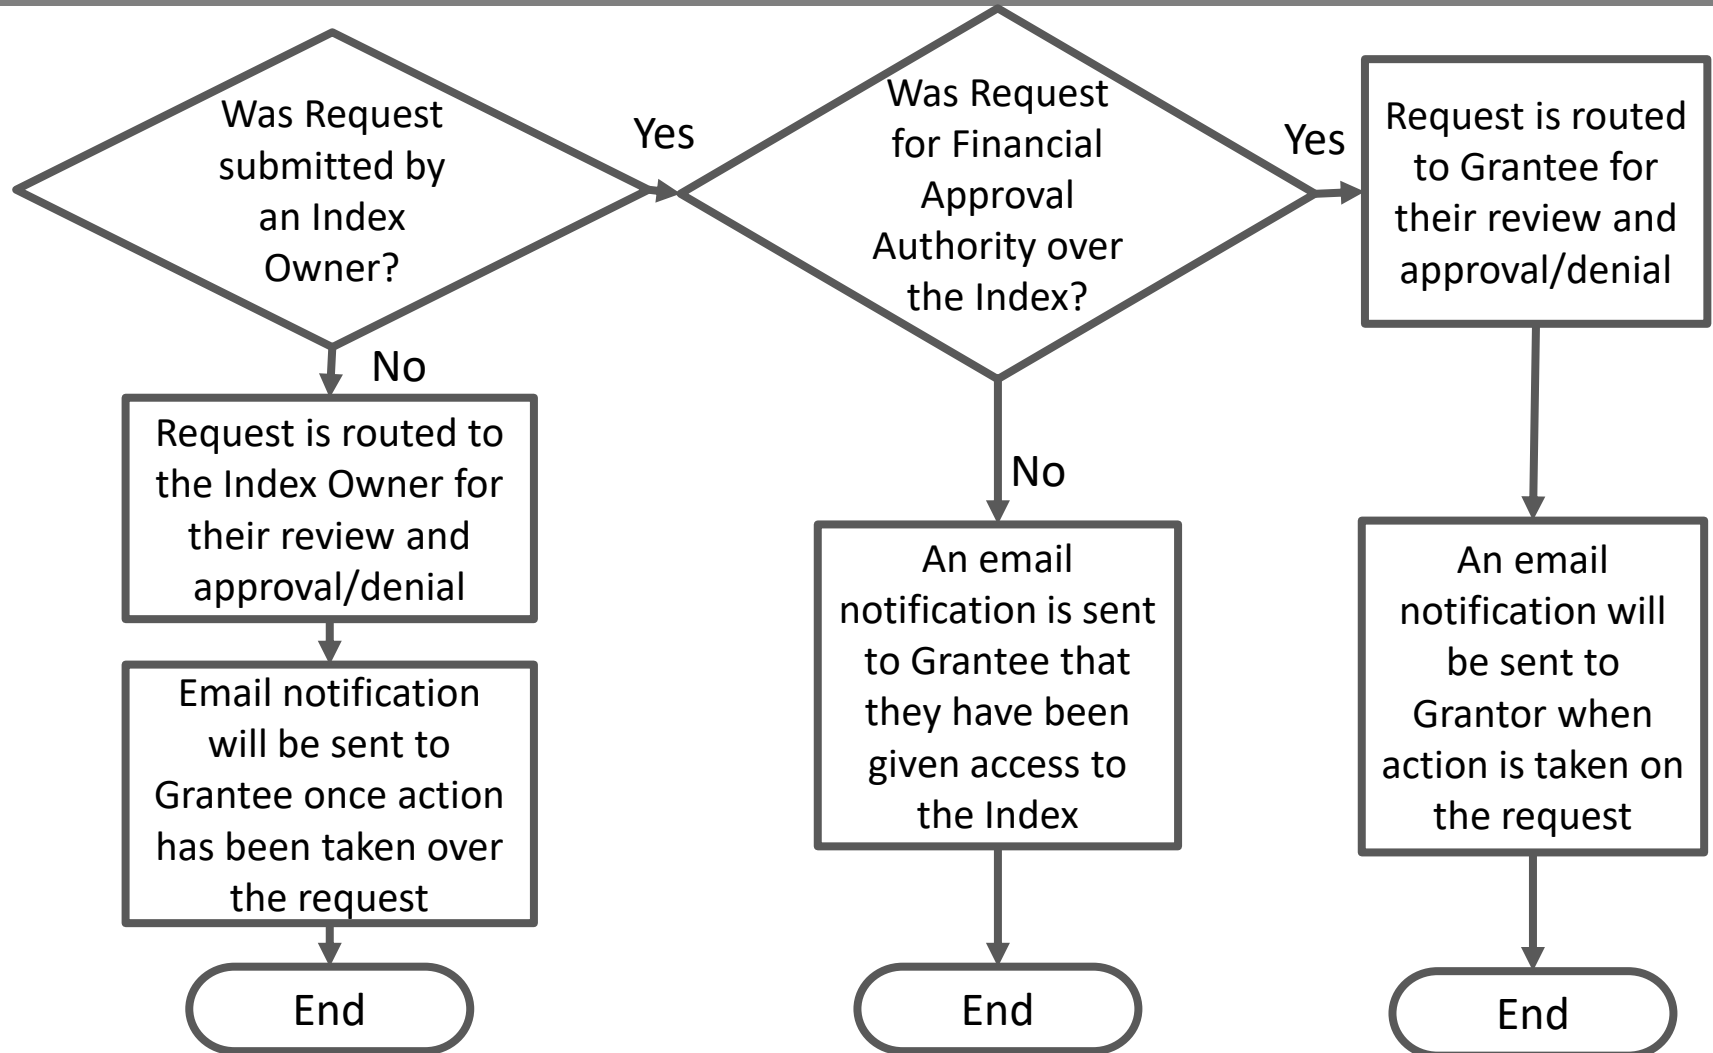 Was Request
submitted by
an Index
Owner?
Yes
Was Request
for Financial
Approval
Authority over
the Index?
Yes
Request is routed
to Grantee for
their review and
approval/denial
No
Request is routed to
the Index Owner for
their review and
approval/denial
No
An email
notification is sent
to Grantee that
they have been
given access to
the Index
An email
notification will
be sent to
Grantor when
action is taken on
the request
Email notification
will be sent to
Grantee once action
has been taken over
the request
End
End
End